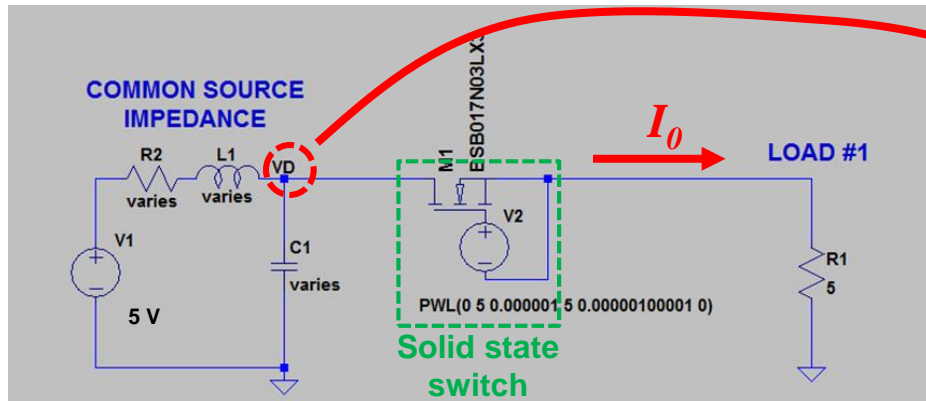 COMMON SOURCE
IMPEDANCE
R2
L1
VD
varies
varies
V1
5 V
C1
varies
M1
V2
PWL(0 5 0.000001 5 0.00000100001 0)
Solid state
switch
I0
LOAD #1
R1
5